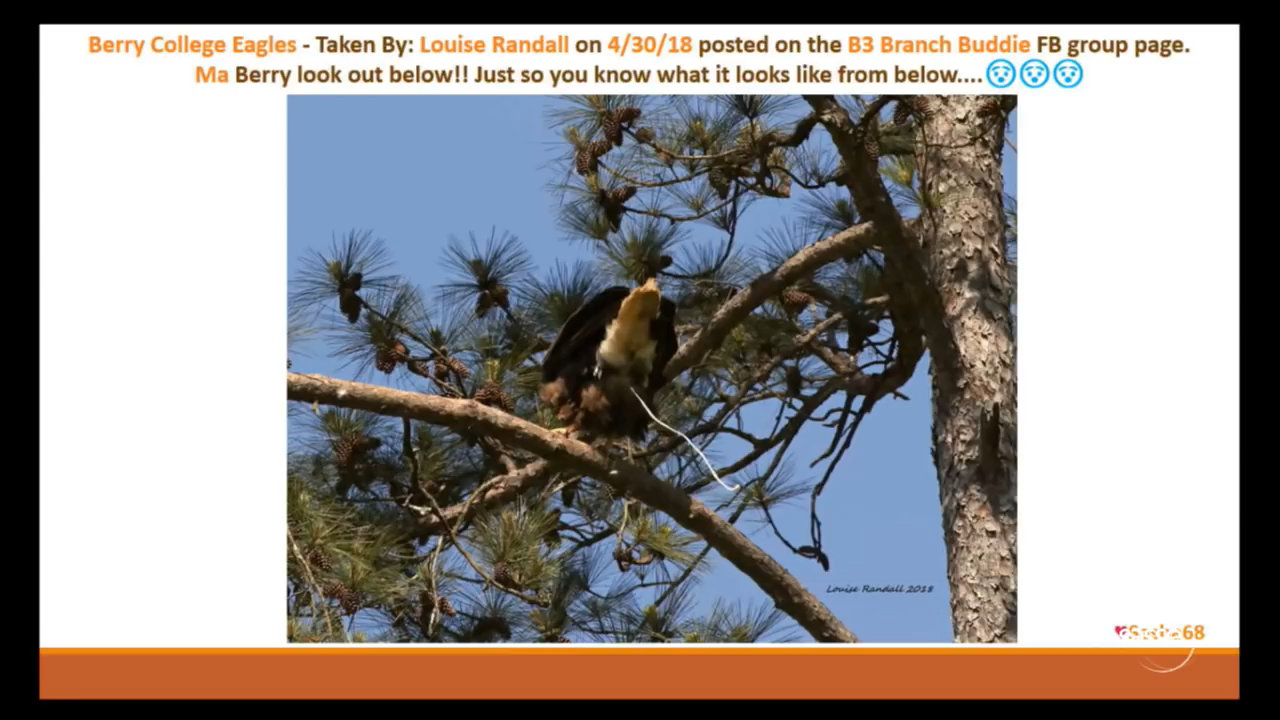 Berry College Eagles - Taken By: Louise Randall on 4/30/18 posted on the B3 Branch Buddie FB group page.
Ma Berry look out below!! Just so you know what it looks like from below....😵😵😵
Louise Randall 2018